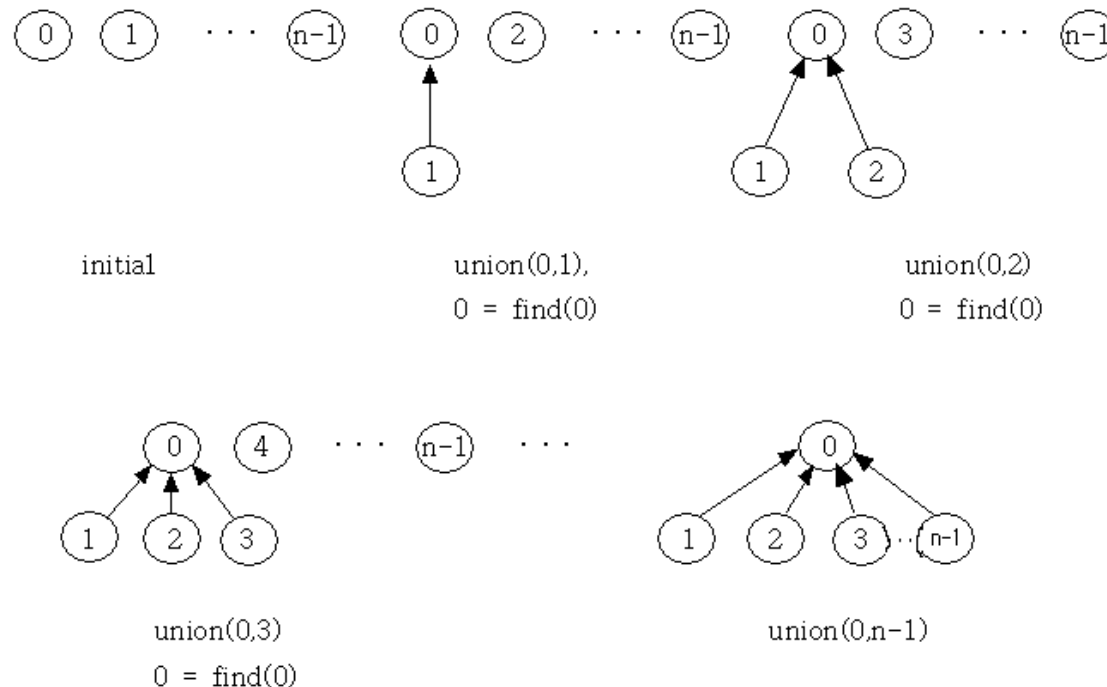 0 1 · · · n-1 0 2 · · · n-1 0 3 · · · n-1
1 1 2
initial union(0,1), union(0,2)
0 = find(0) 0 = find(0)
0 4 · · · n-1 · · · 0
1 2 3 1 2 3 · · · n-1
union(0,3) union(0,n-1)
0 = find(0)